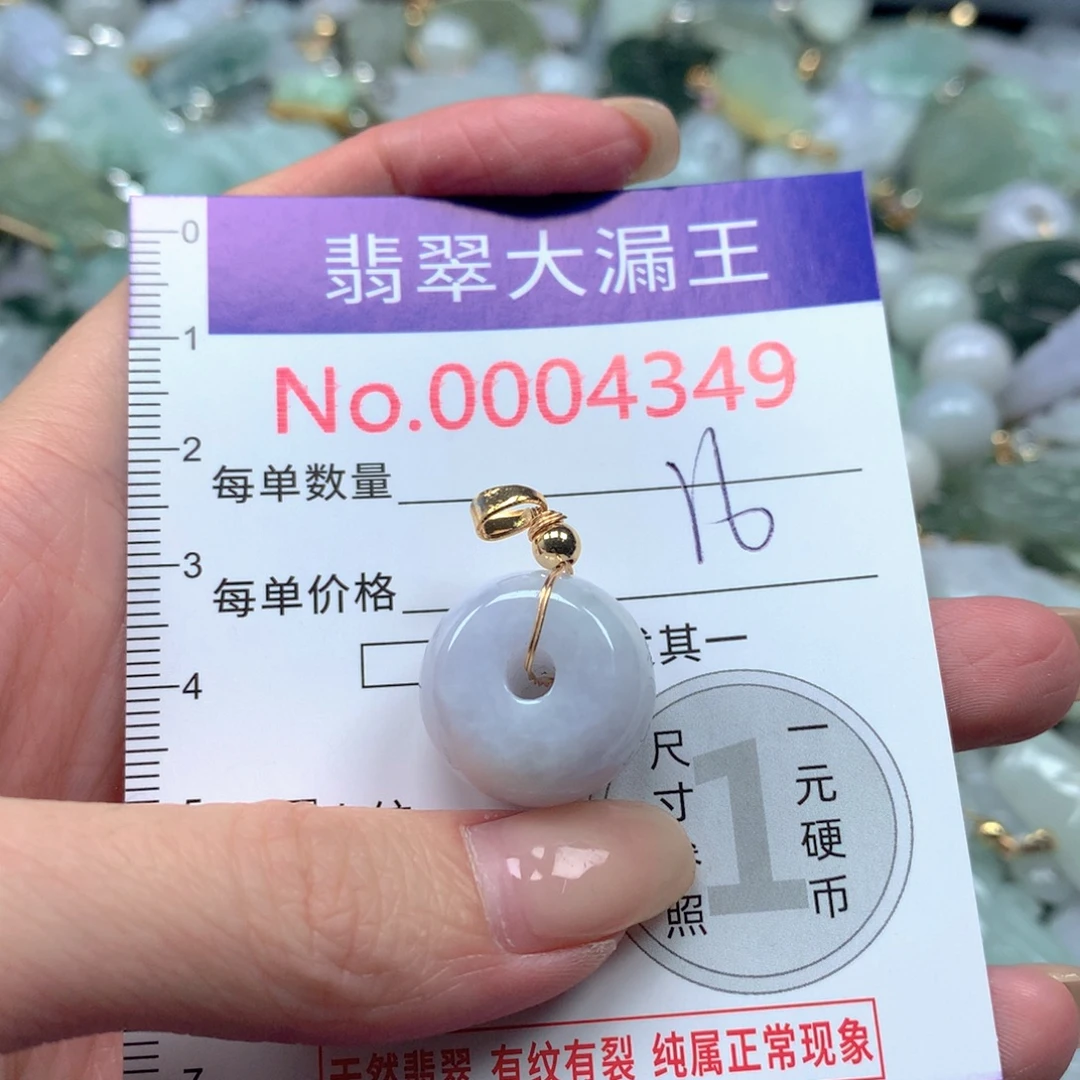 翡翠大漏王
No.0004349
0
1
2
3
4
7
每单数量
每单价格
其一
尺寸 照
1
一元硬币
天然翡翠 有纹有裂 纯属正常现象